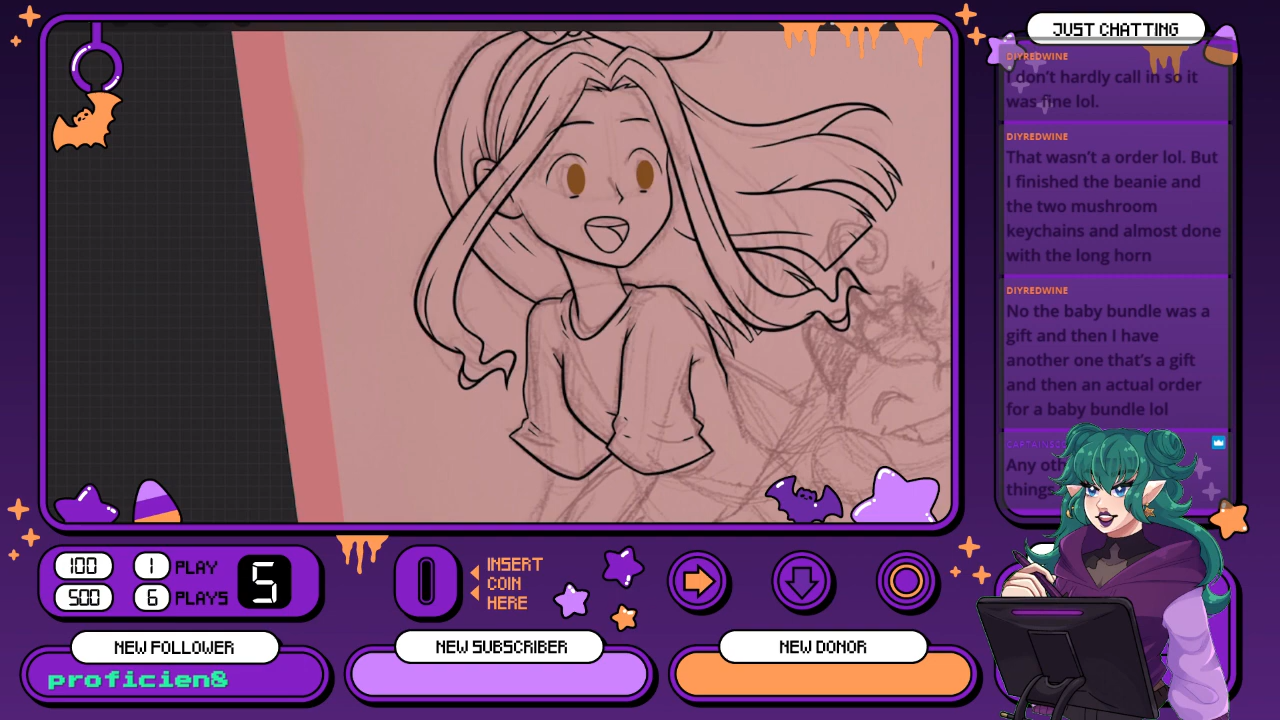 JUST CHATTING
DIYREDWINE
I don't hardly call in so it
was fine lol.
DIYREDWINE
That wasn't a order lol. But
I finished the beanie and
the two mushroom
keychains and almost done
with the long horn
DIYREDWINE
No the baby bundle was a
gift and then I have
another one that's a gift
and then an actual order
for a baby bundle lol
Any
things
100
1 PLAY
500
6 PLAYS
5
INSERT
COIN
HERE
NEW FOLLOWER
proficien&
NEW SUBSCRIBER
NEW DONOR